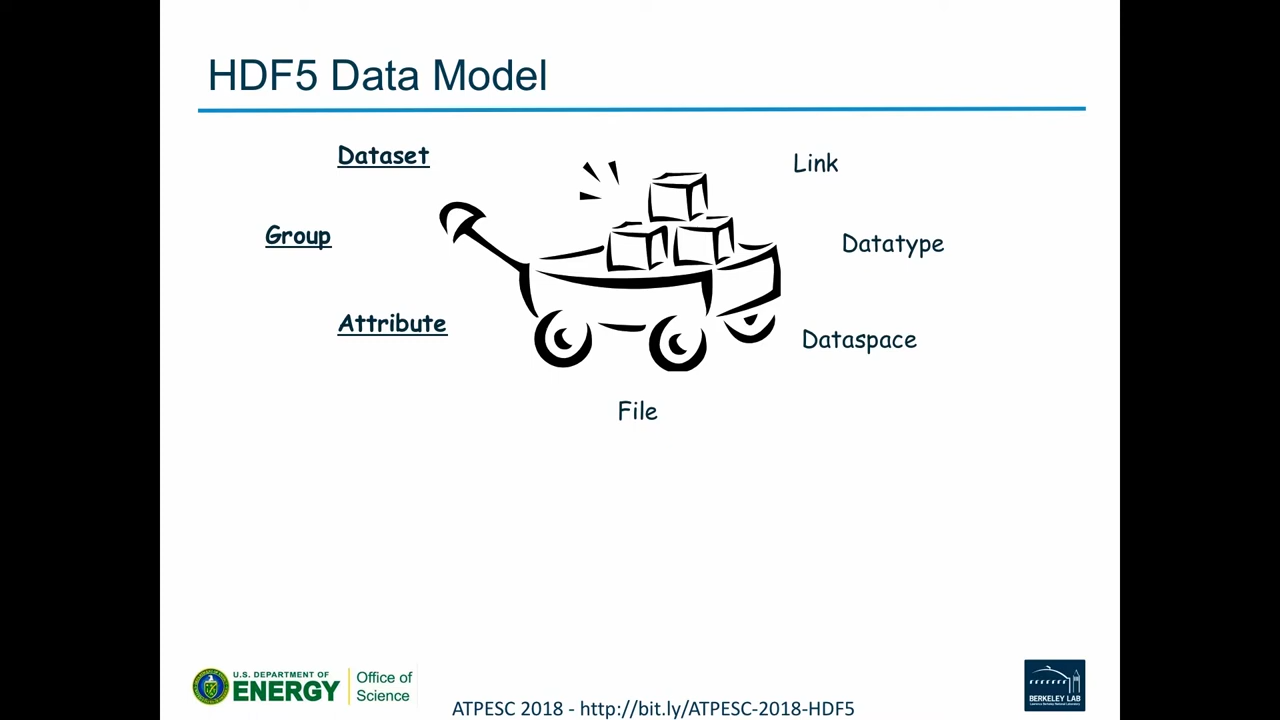 HDF5 Data Model
Dataset
Link
Group
Datatype
Attribute
Dataspace
File
U.S. DEPARTMENT OF
ENERGY
Office of
Science
BERKELEY LAB
ATPESC 2018 - http://bit.ly/ATPESC-2018-HDF5